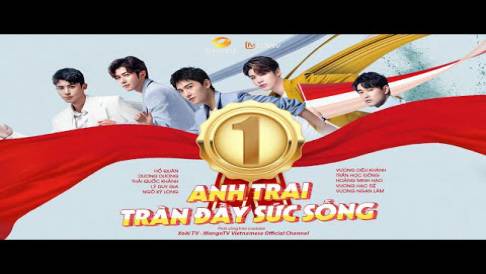 1
HỒ QUÂN
DƯƠNG DƯƠNG
THÁI QUỐC KHÁNH
LÝ DUY GIA
NGÔ KỲ LONG
VƯƠNG DIỆU KHÁNH
TRẦN HỌC ĐÔNG
HOÀNG MINH HẠO
VƯƠNG HẠC ĐỆ
VƯƠNG NGẠN LÂM
ANH TRAI
TRÀN ĐẦY SỨC SỐNG
MangoTV Vietnamese Official Channel